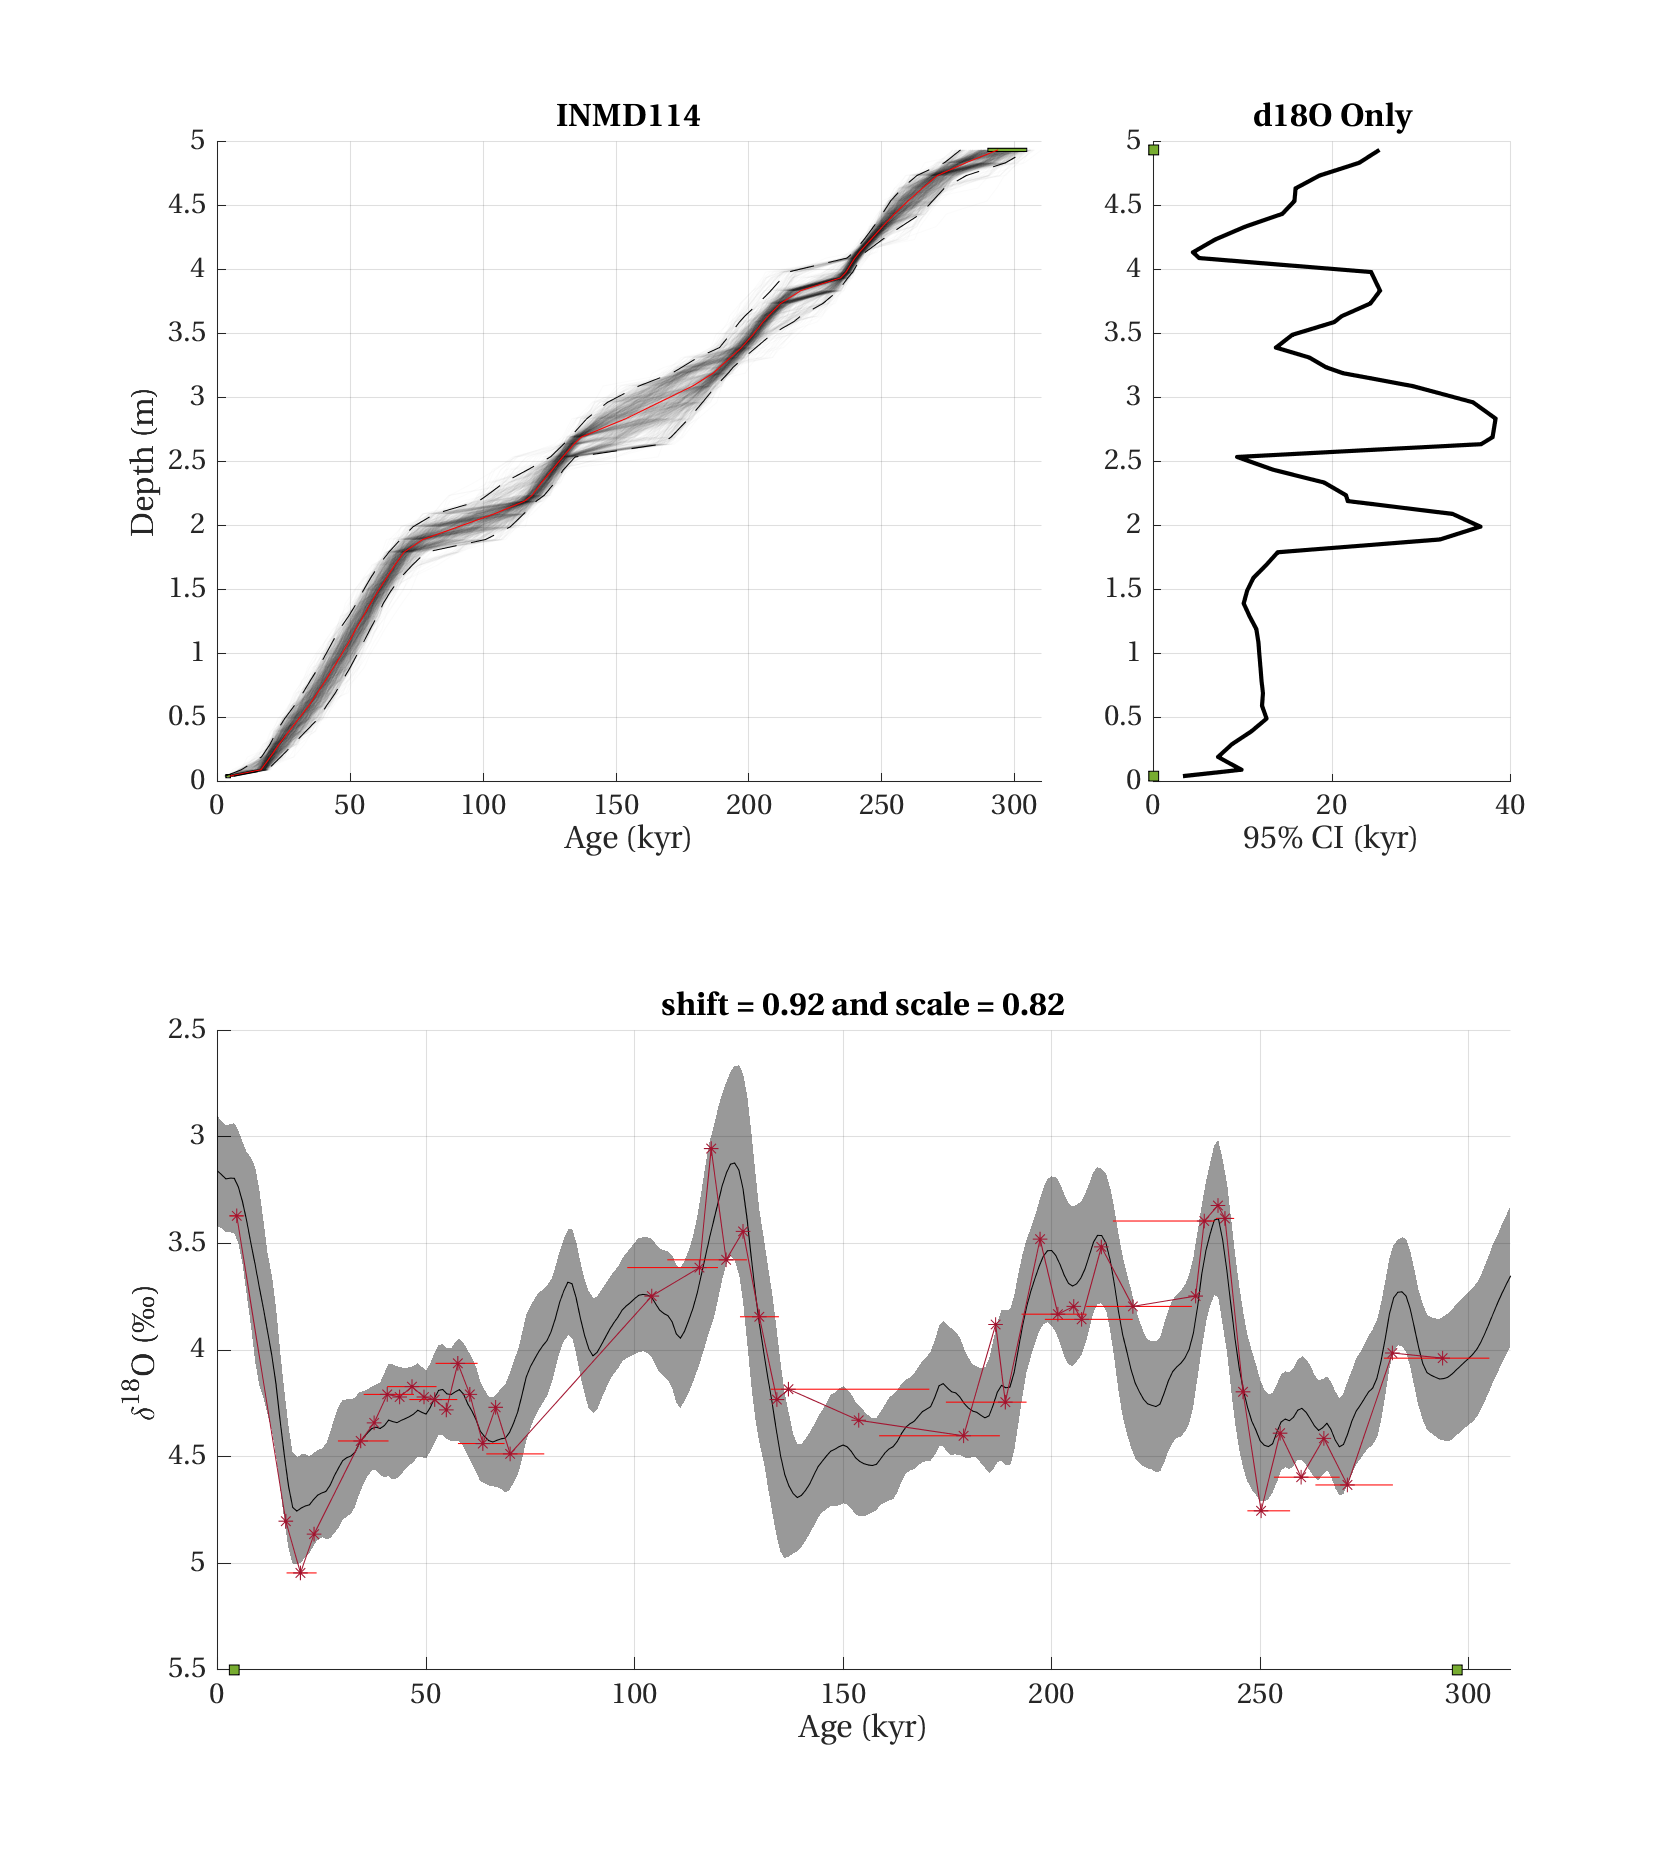 INMD114
5
4.5
4
3.5
3
2.5
2
1.5
1
0.5
0
Depth (m)
0 50 100 150 200 250 300
Age (kyr)
d18O Only
5
4.5
4
3.5
3
2.5
2
1.5
1
0.5
0
0 20 40
95% CI (kyr)
shift = 0.92 and scale = 0.82
2.5
3
3.5
4
4.5
5
5.5
δ18O (‰)
0 50 100 150 200 250 300
Age (kyr)